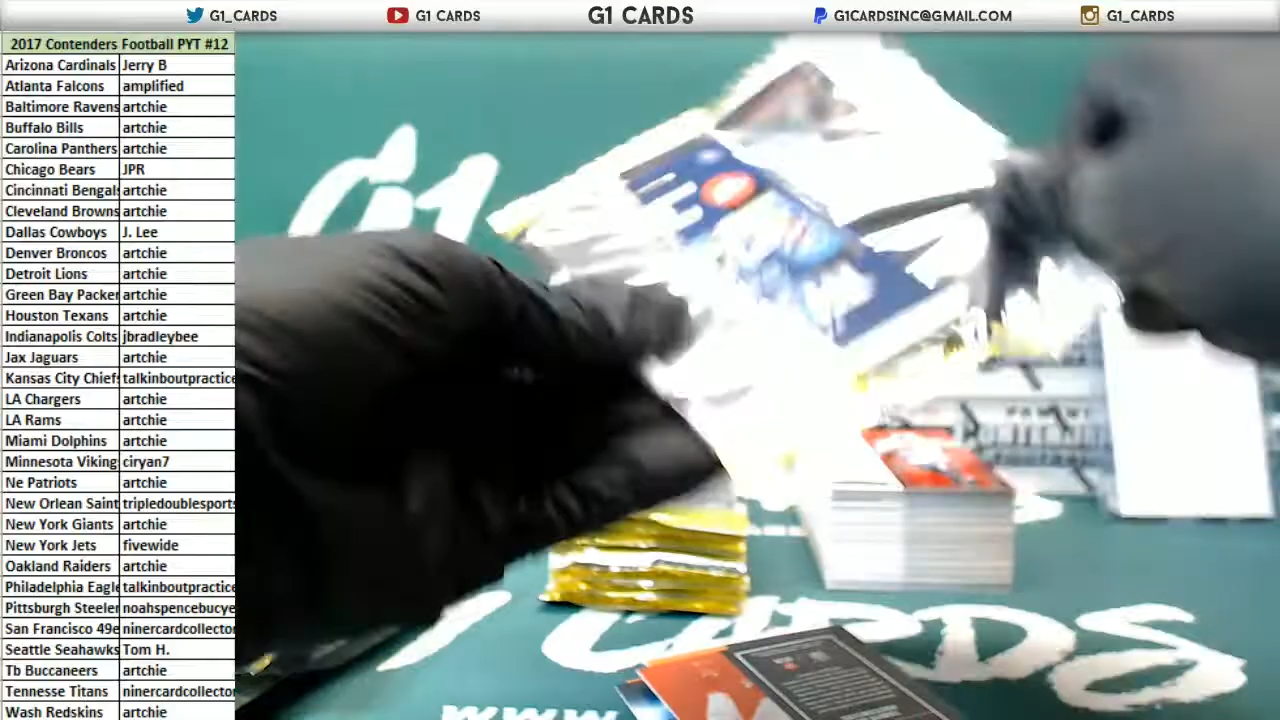 G1_CARDS G1 CARDS G1 CARDS G1CARDSINC@GMAIL.COM G1_CARDS
2017 Contenders Football PYT #12
Arizona Cardinals Jerry B
Atlanta Falcons amplified
Baltimore Ravens artchie
Buffalo Bills artchie
Carolina Panthers artchie
Chicago Bears JPR
Cincinnati Bengals artchie
Cleveland Browns artchie
Dallas Cowboys J. Lee
Denver Broncos artchie
Detroit Lions artchie
Green Bay Packer artchie
Houston Texans artchie
Indianapolis Colts jbradleybee
Jax Jaguars artchie
Kansas City Chiefs talkinboutpractice
LA Chargers artchie
LA Rams artchie
Miami Dolphins artchie
Minnesota Viking ciryan7
Ne Patriots artchie
New Orlean Saint tripledoublesports
New York Giants artchie
New York Jets fivewide
Oakland Raiders artchie
Philadelphia Eagle talkinboutpractice
Pittsburgh Steeler noahspencebucye
San Francisco 49e ninercardcollector
Seattle Seahawks Tom H.
Tb Buccaneers artchie
Tennesse Titans ninercardcollector
Wash Redskins artchie
G1
CARDS
www.